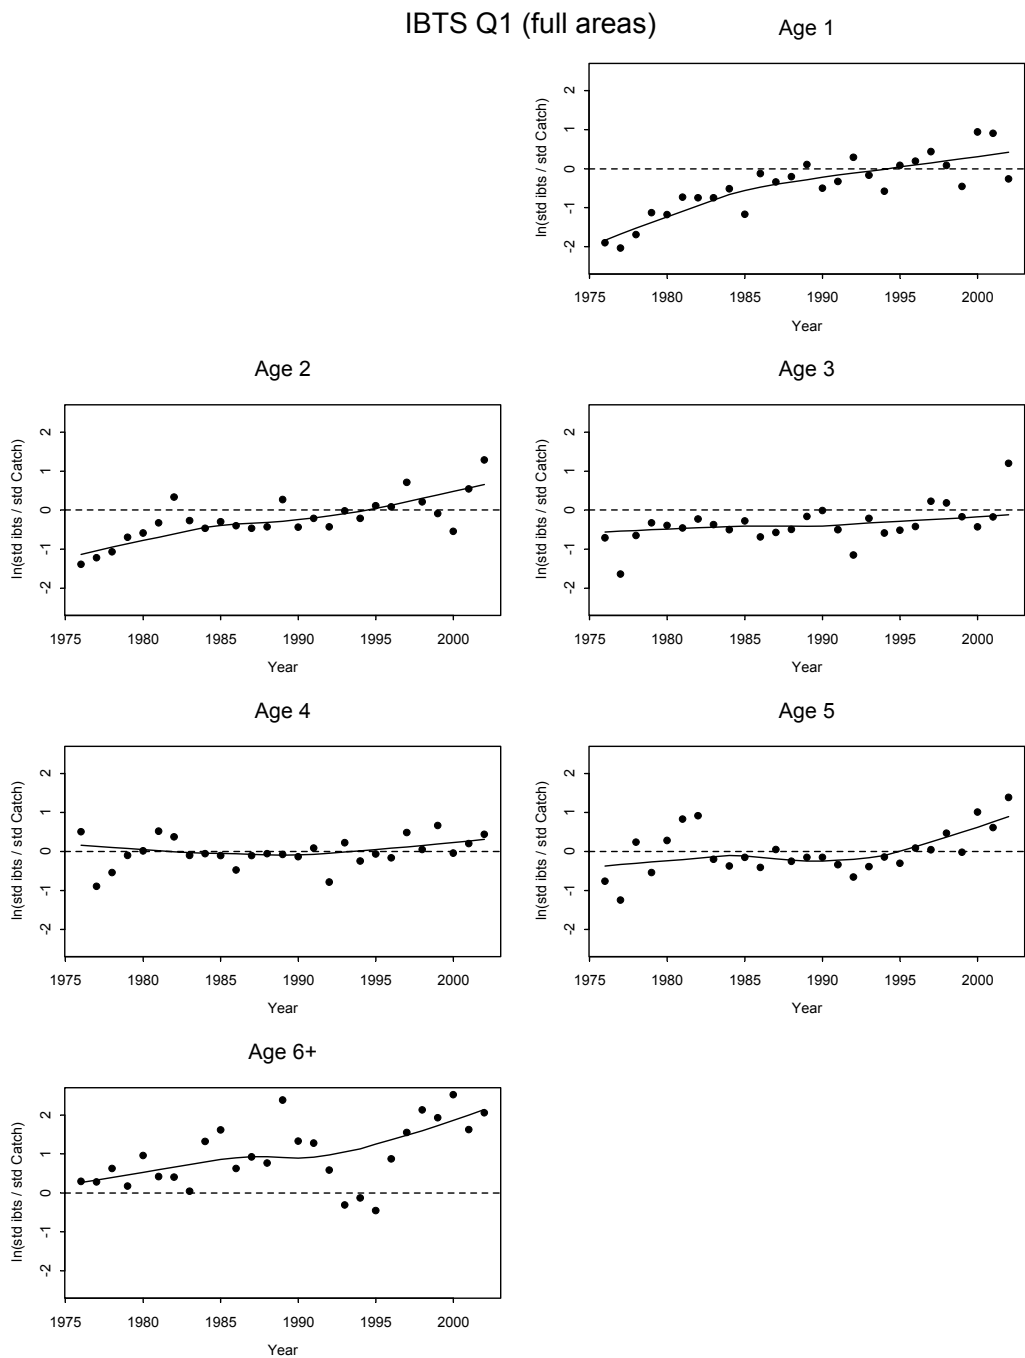 IBTS Q1 (full areas)
Age 1
ln(std ibts / std Catch)
2
1
0
-1
-2
1975 1980 1985 1990 1995 2000
Year
Age 2
ln(std ibts / std Catch)
2
1
0
-1
-2
1975 1980 1985 1990 1995 2000
Year
Age 3
ln(std ibts / std Catch)
2
1
0
-1
-2
1975 1980 1985 1990 1995 2000
Year
Age 4
ln(std ibts / std Catch)
2
1
0
-1
-2
1975 1980 1985 1990 1995 2000
Year
Age 5
ln(std ibts / std Catch)
2
1
0
-1
-2
1975 1980 1985 1990 1995 2000
Year
Age 6+
ln(std ibts / std Catch)
2
1
0
-1
-2
1975 1980 1985 1990 1995 2000
Year